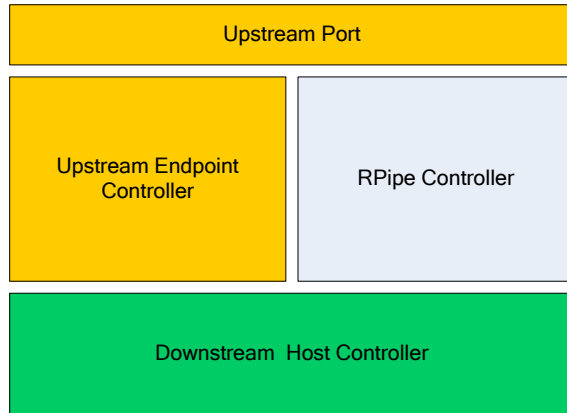 Upstream Port
Upstream Endpoint
Controller
RPipe Controller
Downstream  Host Controller